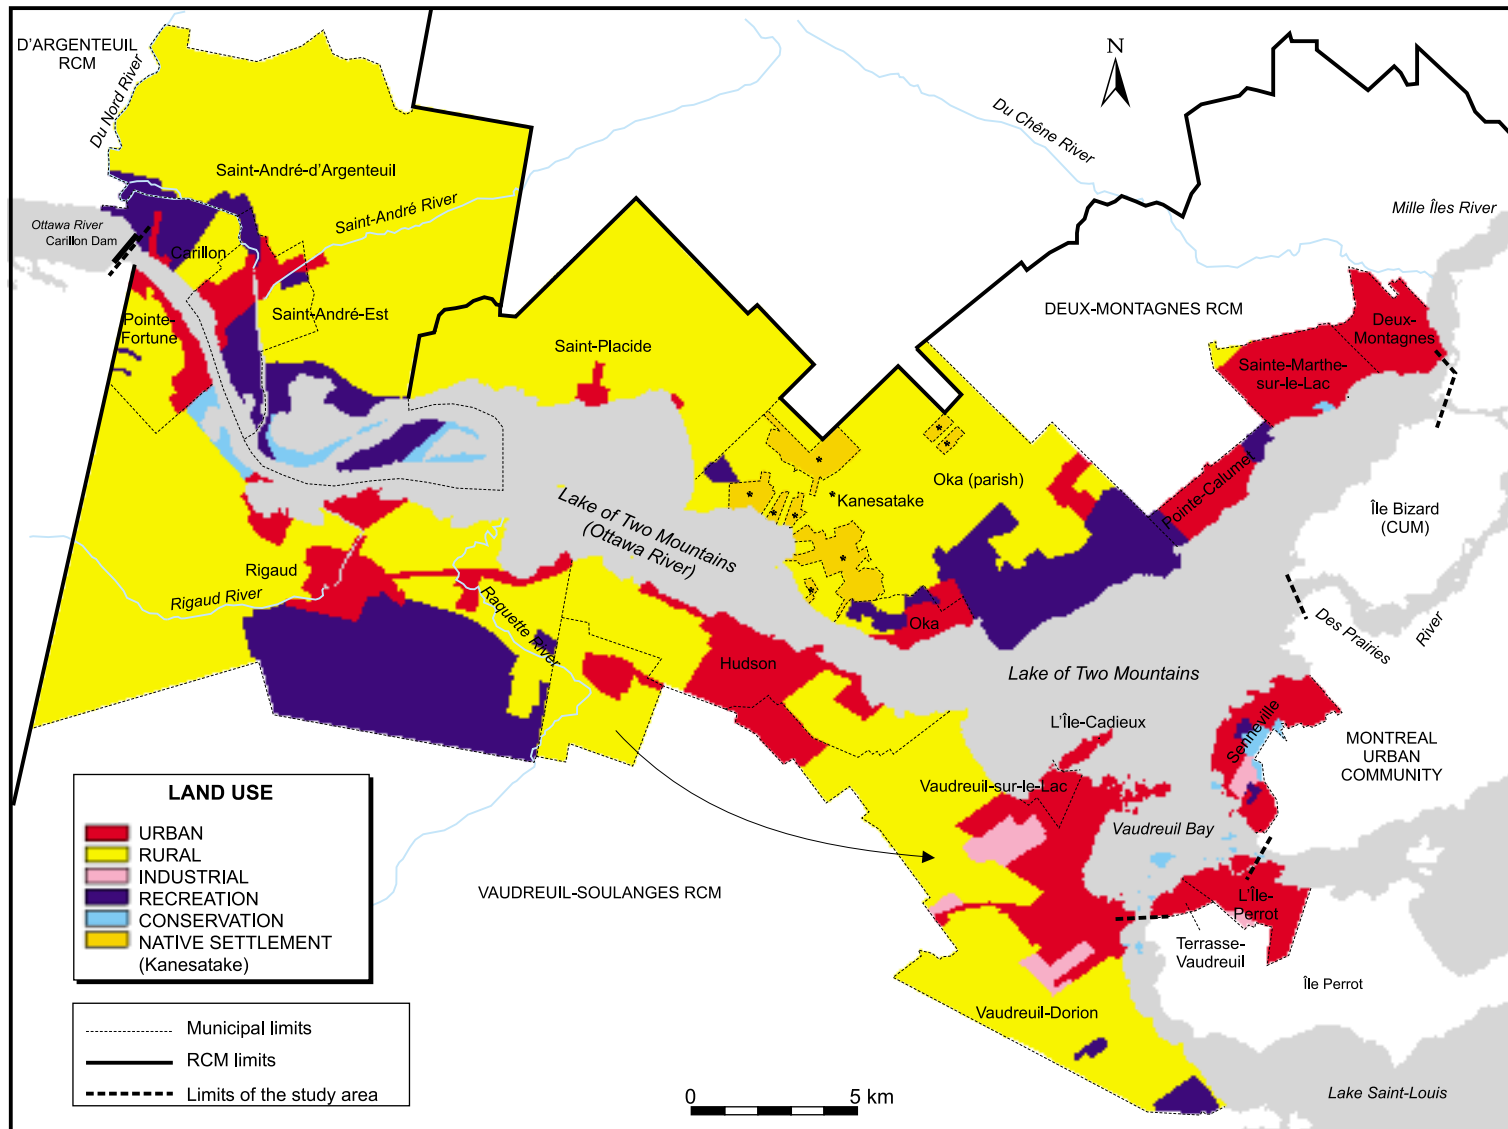 D'ARGENTEUIL
RCM
Du Nord River
N
Du Chêne River
Saint-André-d'Argenteuil
Saint-André River
Mille Îles River
Ottawa River
Carillon Dam
Carillon
DEUX-MONTAGNES RCM
Saint-André-Est
Pointe-
Fortune
Deux-
Montagnes
Saint-Placide
Sainte-Marthe-
sur-le-Lac
Oka (parish)
*Kanesatake
*
*
*
*
*
*
*
*
*
Pointe-Calumet
Île Bizard
(CUM)
Lake of Two Mountains
(Ottawa River)
Rigaud
Rigaud River
Raquette River
Oka
Des Prairies
River
Hudson
Lake of Two Mountains
L'Île-Cadieux
Senneville
MONTREAL
URBAN
COMMUNITY
Vaudreuil-sur-le-Lac
Vaudreuil Bay
LAND USE
URBAN
RURAL
INDUSTRIAL
RECREATION
CONSERVATION
NATIVE SETTLEMENT
(Kanesatake)
VAUDREUIL-SOULANGES RCM
L'Île-
Perrot
Terrasse-
Vaudreuil
Île Perrot
Vaudreuil-Dorion
Municipal limits
RCM limits
Limits of the study area
0 5 km
Lake Saint-Louis